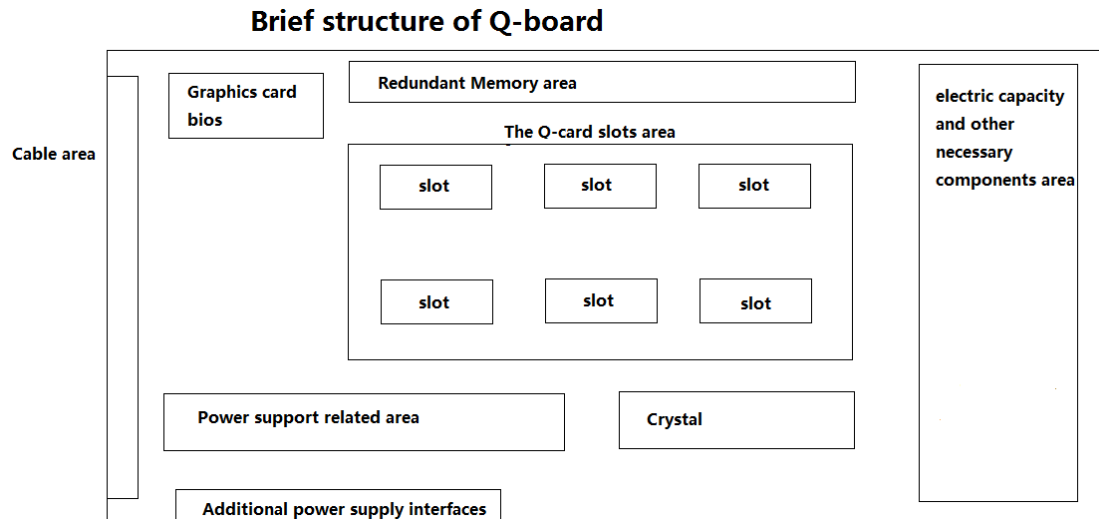 Brief structure of Q-board
Graphics card
bios
Redundant Memory area
electric capacity
and other
necessary
components area
The Q-card slots area
Cable area
slot
slot
slot
slot
slot
slot
Power support related area
Crystal
Additional power supply interfaces